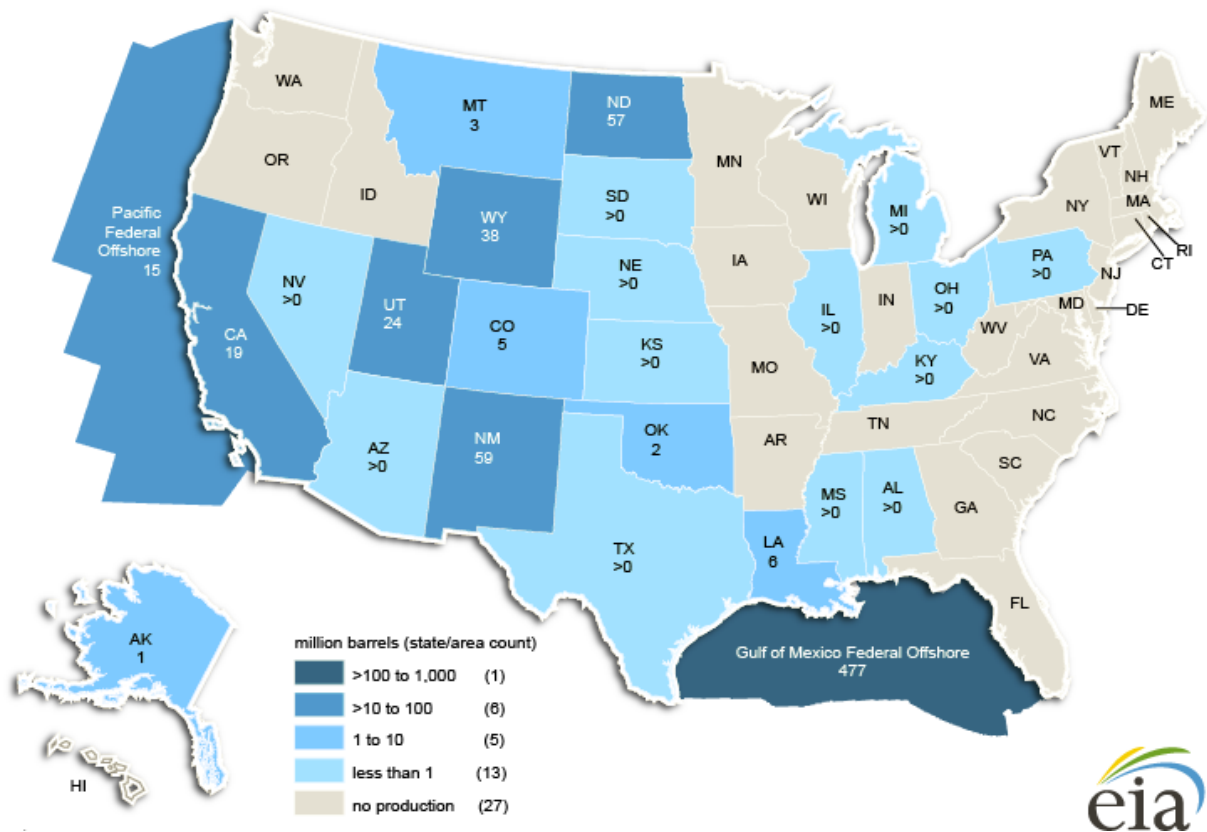 WA
MT
3
ND
57
ME
OR
ID
MN
VT
NH
MA
NY
RI
CT
Pacific
Federal
Offshore
15
WY
38
SD
>0
WI
MI
>0
NV
>0
UT
24
NE
>0
IA
PA
>0
NJ
CA
19
CO
5
IL
>0
IN
OH
>0
MD
DE
WV
VA
KS
>0
MO
KY
>0
AZ
>0
NM
59
OK
2
AR
TN
NC
SC
MS
>0
AL
>0
GA
TX
>0
LA
6
FL
Gulf of Mexico Federal Offshore
477
AK
1
HI
million barrels (state/area count)
>100 to 1,000 (1)
>10 to 100 (6)
1 to 10 (5)
less than 1 (13)
no production (27)
eia